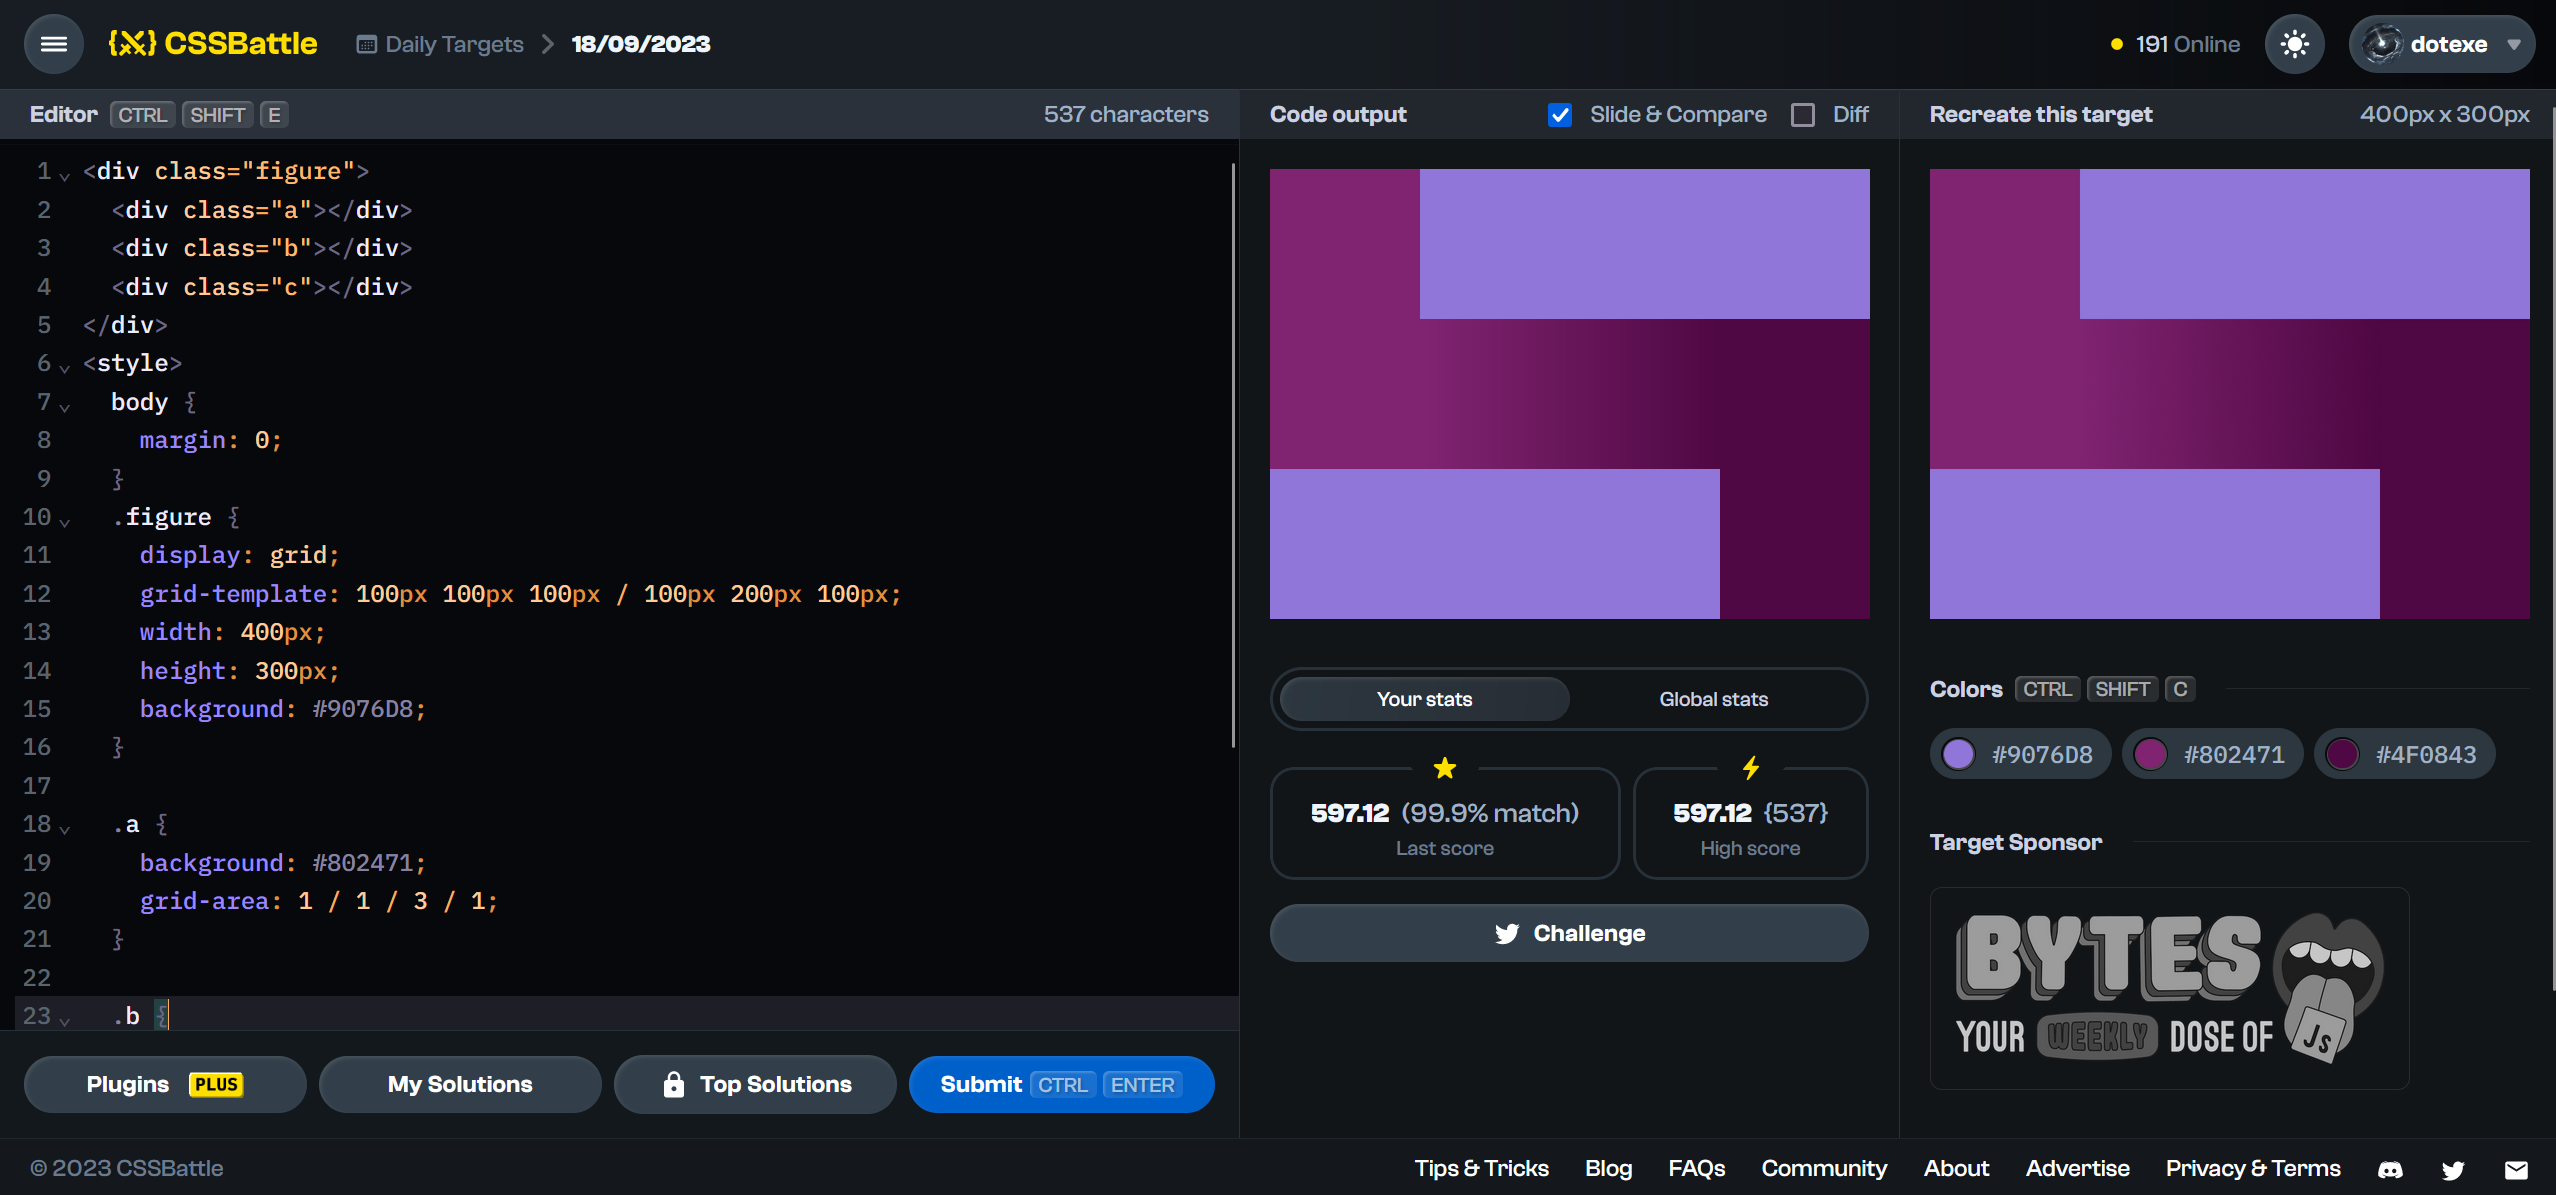 {X} CSSBattle
Daily Targets > 18/09/2023
191 Online
dotexe
Editor CTRL SHIFT E
537 characters
1 <div class="figure">
2 <div class="a"></div>
3 <div class="b"></div>
4 <div class="c"></div>
5 </div>
6 <style>
7 body {
8 margin: 0;
9 }
10 .figure {
11 display: grid;
12 grid-template: 100px 100px 100px / 100px 200px 100px;
13 width: 400px;
14 height: 300px;
15 background: #9076D8;
16 }
17
18 .a {
19 background: #802471;
20 grid-area: 1 / 1 / 3 / 1;
21 }
22
23 .b {
Plugins PLUS
My Solutions
Top Solutions
Submit CTRL ENTER
Code output
Slide & Compare
Diff
Your stats
Global stats
597.12 (99.9% match)
Last score
597.12 {537}
High score
Challenge
Recreate this target
400px x 300px
Colors CTRL SHIFT C
#9076D8
#802471
#4F0843
Target Sponsor
BYTES
YOUR WEEKLY DOSE OF JS
© 2023 CSSBattle
Tips & Tricks
Blog
FAQs
Community
About
Advertise
Privacy & Terms